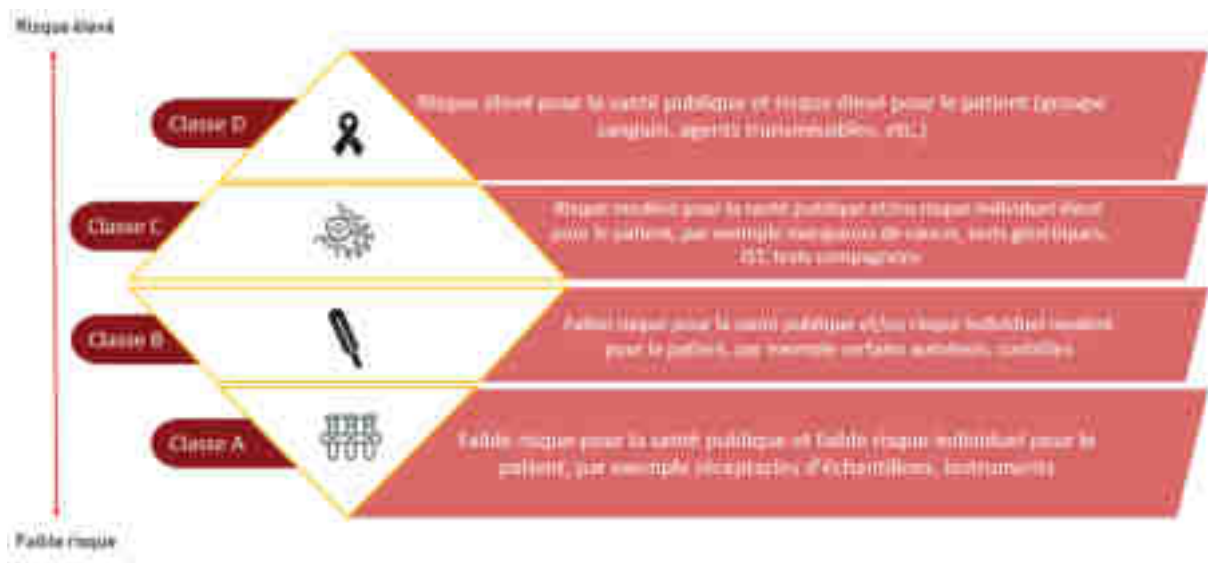 Risque élevé
Classe D
Risque élevé pour la santé publique et risque élevé pour le patient (groupe
sanguin, agents transmissibles, etc.)
Classe C
Risque modéré pour la santé publique et/ou risque individuel élevé
pour le patient, par exemple marqueurs de cancer, tests génétiques,
IST, tests compagnons
Classe B
Faible risque pour la santé publique et/ou risque individuel modéré
pour le patient, par exemple certains autotests,
Classe A
Faible risque pour la santé publique et faible risque individuel pour le
patient, par exemple réceptacles d'échantillons, instruments
Faible risque